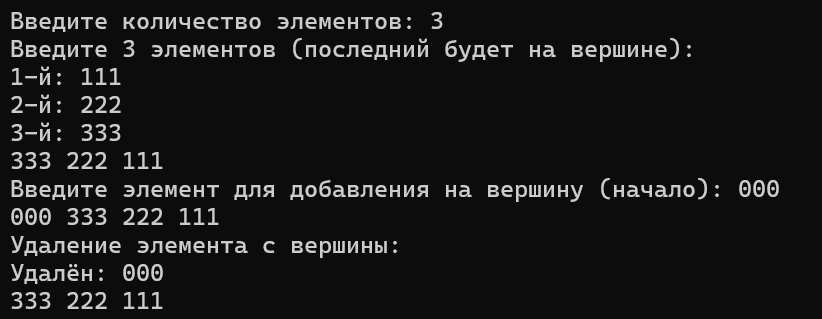 Введите количество элементов: 3
Введите 3 элементов (последний будет на вершине):
1-й: 111
2-й: 222
3-й: 333
333 222 111
Введите элемент для добавления на вершину (начало): 000
000 333 222 111
Удаление элемента с вершины:
Удалён: 000
333 222 111